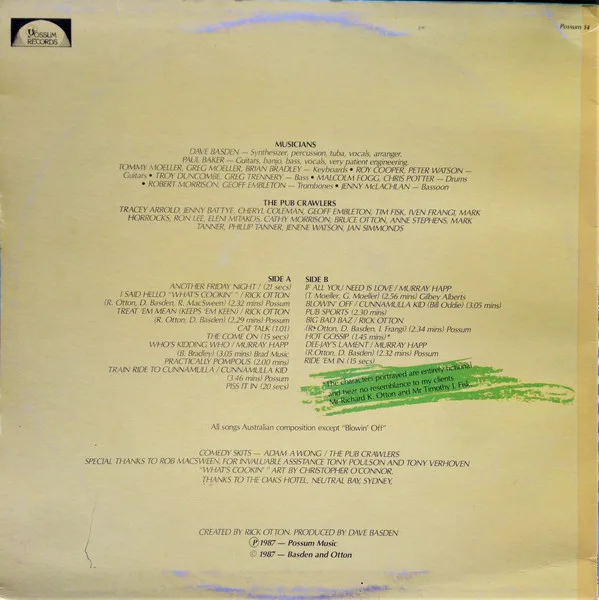 Possum
RECORDS
Possum 14
MUSICIANS
DAVE BASDEN — Synthesizer, percussion, tuba, vocals, arranger.
PAUL BAKER — Guitars, banjo, bass, vocals, very patient engineering.
TOMMY MOELLER, GREG MOELLER, BRIAN BRADLEY — Keyboards • ROY COOPER, PETER WATSON —
Guitars • TROY DUNCOMBE, GREG TRENNERY — Bass • MALCOLM FOGG, CHRIS POTTER — Drums
• ROBERT MORRISON, GEOFF EMBLETON — Trombones • JENNY McLACHLAN — Bassoon
THE PUB CRAWLERS
TRACEY ARROLD, JENNY BATTYE, CHERYL COLEMAN, GEOFF EMBLETON, TIM FISK, IVEN FRANGI, MARK
HORROCKS, RON LEE, ELENI MITAKOS, CATHY MORRISON, BRUCE OTTON, ANNE STEPHENS, MARK
TANNER, PHILLIP TANNER, JENENE WATSON, JAN SIMMONDS
SIDE A
ANOTHER FRIDAY NIGHT / (21 secs)
I SAID HELLO "WHAT'S COOKIN' " / RICK OTTON
(R. Otton, D. Basden, R. MacSween) (2.32 mins) Possum
TREAT 'EM MEAN (KEEPS 'EM KEEN) / RICK OTTON
(R. Otton, D. Basden) (2.29 mins) Possum
CAT TALK (1.01)
THE COME ON (15 secs)
WHO'S KIDDING WHO / MURRAY HAPP
(B. Bradley) (3.05 mins) Brad Music
PRACTICALLY POMPOUS (2.00 mins)
TRAIN RIDE TO CUNNAMULLA / CUNNAMULLA KID
(3.46 mins) Possum
PISS IT IN (20 secs)
SIDE B
IF ALL YOU NEED IS LOVE / MURRAY HAPP
(T. Moeller, G. Moeller) (2.56 mins) Gilbey Alberts
BLOWIN' OFF / CUNNAMULLA KID (Bill Oddie) (3.05 mins)
PUB SPORTS (2.30 mins)
BIG BAD BAZ / RICK OTTON
(R. Otton, D. Basden, I. Frangi) (2.34 mins) Possum
HOT GOSSIP (1.45 mins)*
DEE-JAY'S LAMENT / MURRAY HAPP
(R.Otton, D. Basden) (2.32 mins) Possum
RIDE 'EM IN (15 secs)
*The characters portrayed are entirely fictional
and bear no resemblance to my clients
Mr Richard K. Otton and Mr Timothy J. Fisk.
All songs Australian composition except "Blowin' Off"
COMEDY SKITS — ADAM A WONG / THE PUB CRAWLERS
SPECIAL THANKS TO ROB MACSWEEN, FOR INVALUABLE ASSISTANCE TONY POULSON AND TONY VERHOVEN
"WHAT'S COOKIN' " ART BY CHRISTOPHER O'CONNOR.
THANKS TO THE OAKS HOTEL, NEUTRAL BAY, SYDNEY.
CREATED BY RICK OTTON. PRODUCED BY DAVE BASDEN
℗ 1987 — Possum Music
© 1987 — Basden and Otton